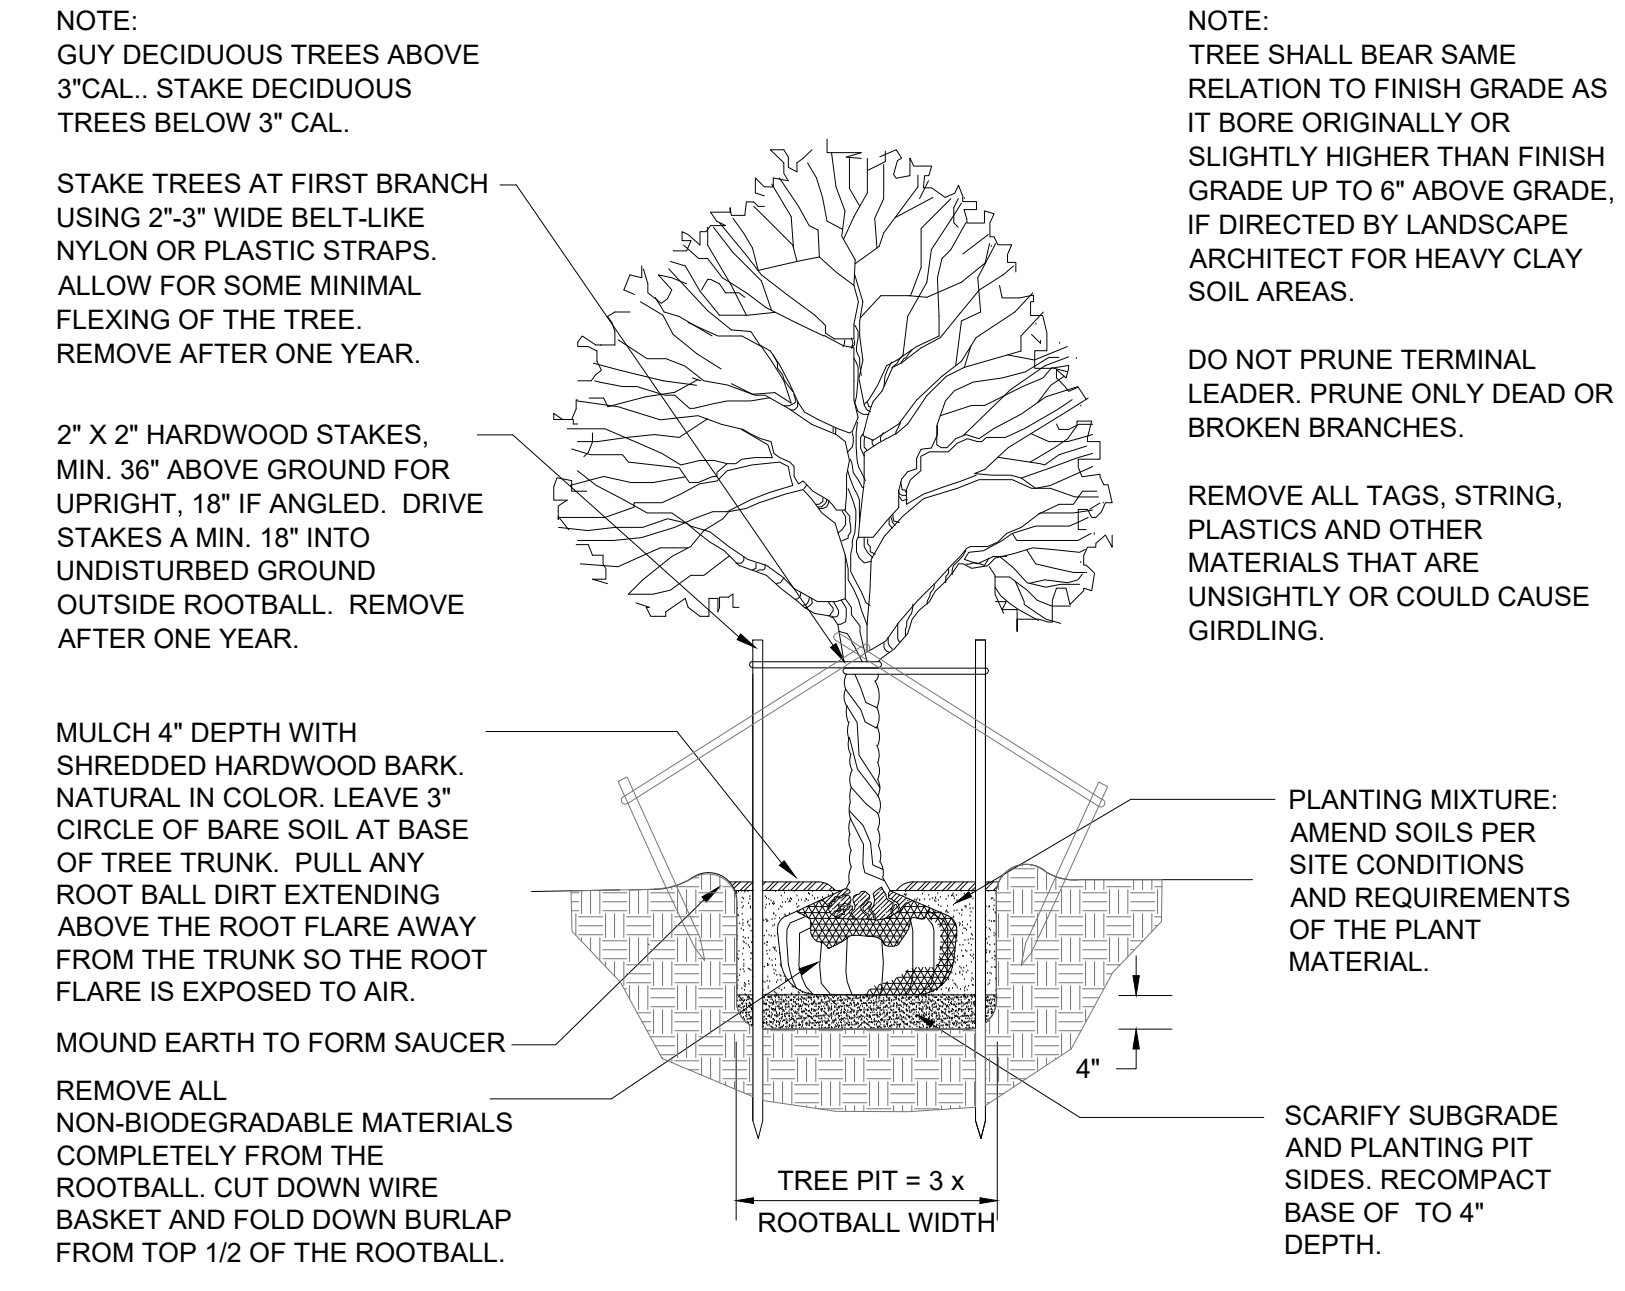 NOTE:
GUY DECIDUOUS TREES ABOVE
3"CAL.. STAKE DECIDUOUS
TREES BELOW 3" CAL.
STAKE TREES AT FIRST BRANCH
USING 2"-3" WIDE BELT-LIKE
NYLON OR PLASTIC STRAPS.
ALLOW FOR SOME MINIMAL
FLEXING OF THE TREE.
REMOVE AFTER ONE YEAR.
2" X 2" HARDWOOD STAKES,
MIN. 36" ABOVE GROUND FOR
UPRIGHT, 18" IF ANGLED.  DRIVE
STAKES A MIN. 18" INTO
UNDISTURBED GROUND
OUTSIDE ROOTBALL.  REMOVE
AFTER ONE YEAR.
MULCH 4" DEPTH WITH
SHREDDED HARDWOOD BARK.
NATURAL IN COLOR. LEAVE 3"
CIRCLE OF BARE SOIL AT BASE
OF TREE TRUNK.  PULL ANY
ROOT BALL DIRT EXTENDING
ABOVE THE ROOT FLARE AWAY
FROM THE TRUNK SO THE ROOT
FLARE IS EXPOSED TO AIR.
MOUND EARTH TO FORM SAUCER
REMOVE ALL
NON-BIODEGRADABLE MATERIALS
COMPLETELY FROM THE
ROOTBALL. CUT DOWN WIRE
BASKET AND FOLD DOWN BURLAP
FROM TOP 1/2 OF THE ROOTBALL.
TREE PIT = 3 x
ROOTBALL WIDTH
NOTE:
TREE SHALL BEAR SAME
RELATION TO FINISH GRADE AS
IT BORE ORIGINALLY OR
SLIGHTLY HIGHER THAN FINISH
GRADE UP TO 6" ABOVE GRADE,
IF DIRECTED BY LANDSCAPE
ARCHITECT FOR HEAVY CLAY
SOIL AREAS.
DO NOT PRUNE TERMINAL
LEADER. PRUNE ONLY DEAD OR
BROKEN BRANCHES.
REMOVE ALL TAGS, STRING,
PLASTICS AND OTHER
MATERIALS THAT ARE
UNSIGHTLY OR COULD CAUSE
GIRDLING.
PLANTING MIXTURE:
AMEND SOILS PER
SITE CONDITIONS
AND REQUIREMENTS
OF THE PLANT
MATERIAL.
4"
SCARIFY SUBGRADE
AND PLANTING PIT
SIDES. RECOMPACT
BASE OF  TO 4"
DEPTH.